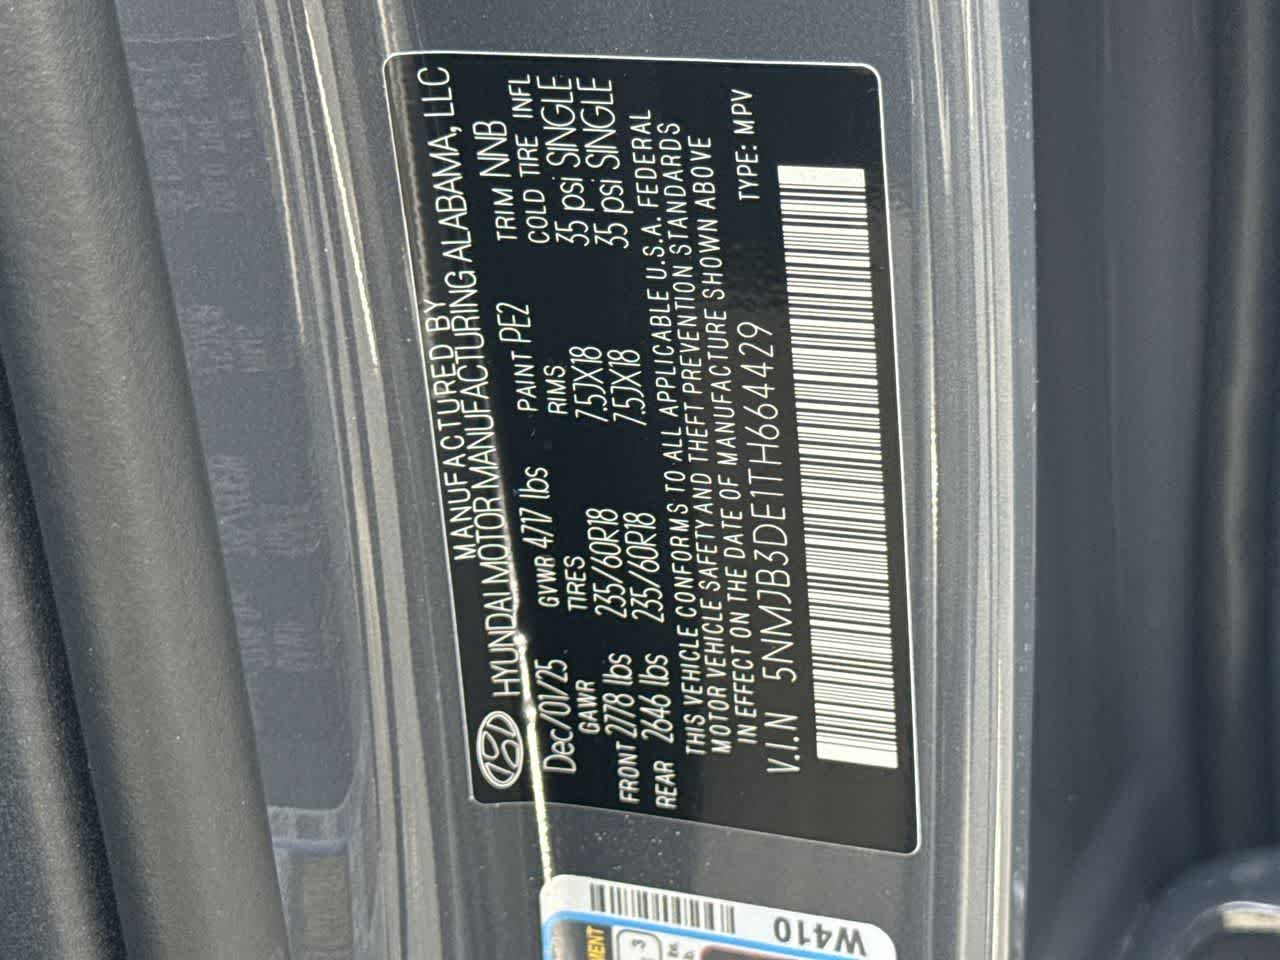 MANUFACTURED BY
HYUNDAI MOTOR MANUFACTURING ALABAMA, LLC
Dec/01/25 GVWR 4717 lbs PAINT PE2 TRIM NNB
GAWR TIRES RIMS COLD TIRE INFL
FRONT 2778 lbs 235/60R18 7.5JX18 35 psi SINGLE
REAR 2646 lbs 235/60R18 7.5JX18 35 psi SINGLE
THIS VEHICLE CONFORMS TO ALL APPLICABLE U.S.A. FEDERAL
MOTOR VEHICLE SAFETY AND THEFT PREVENTION STANDARDS
IN EFFECT ON THE DATE OF MANUFACTURE SHOWN ABOVE
V.I.N 5NMJB3DE1TH664429 TYPE: MPV
W410